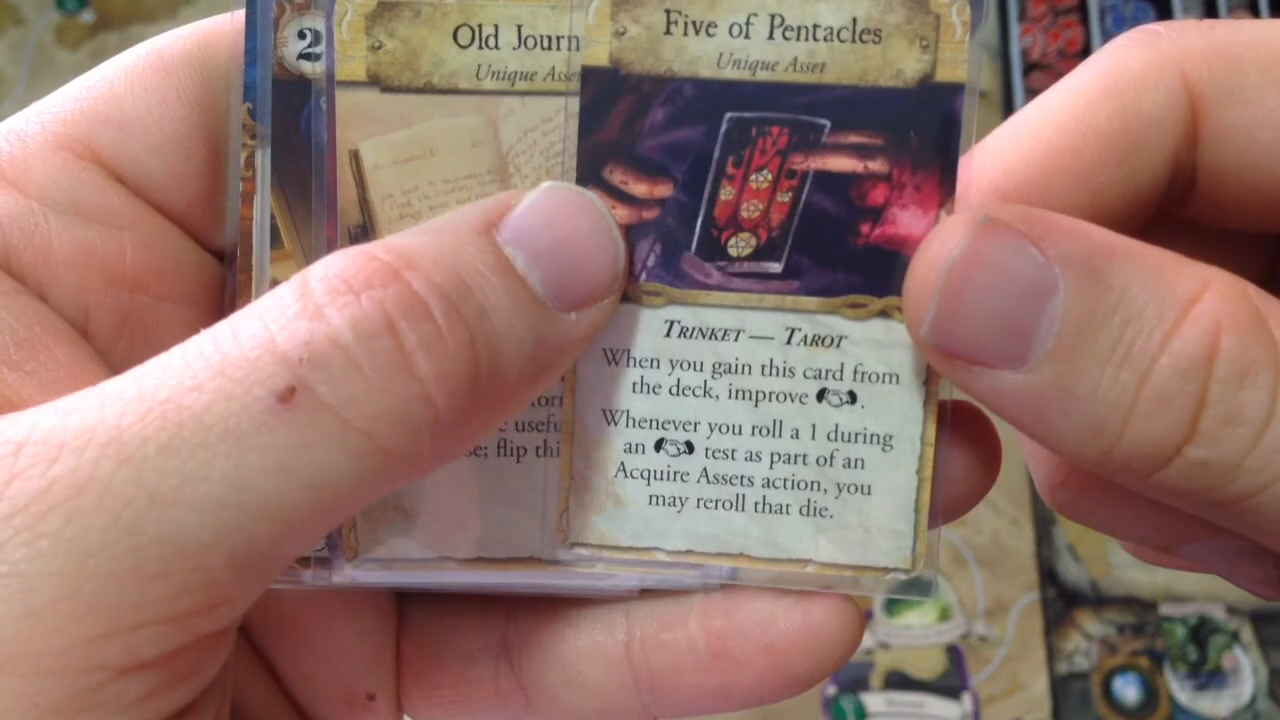 2
Old Journ
Unique Asse
orn
usefu
se; flip thi
Five of Pentacles
Unique Asset
TRINKET — TAROT
When you gain this card from
the deck, improve .
Whenever you roll a 1 during
an test as part of an
Acquire Assets action, you
may reroll that die.